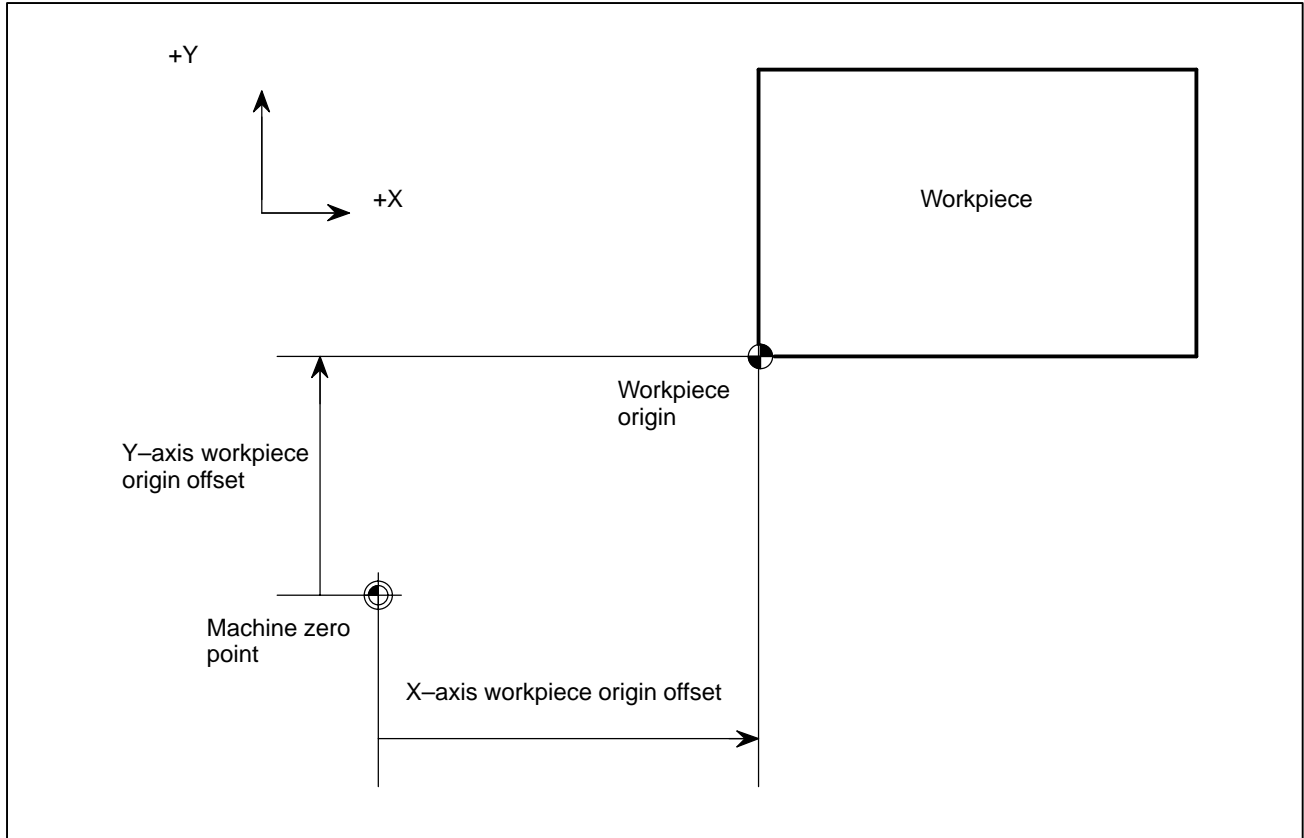 +Y
+X
Workpiece
Workpiece
origin
Y–axis workpiece
origin offset
Machine zero
point
X–axis workpiece origin offset